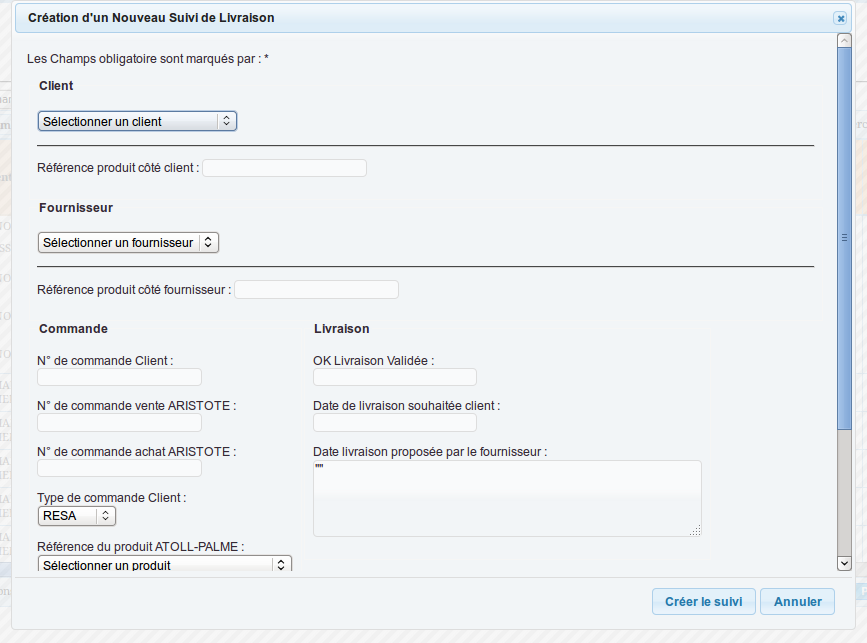 Création d'un Nouveau Suivi de Livraison
Les Champs obligatoire sont marqués par : *
Client
Sélectionner un client
Référence produit côté client :
Fournisseur
Sélectionner un fournisseur
Référence produit côté fournisseur :
Commande
Livraison
N° de commande Client :
OK Livraison Validée :
N° de commande vente ARISTOTE :
Date de livraison souhaitée client :
N° de commande achat ARISTOTE :
Date livraison proposée par le fournisseur :
""
Type de commande Client :
RESA
Référence du produit ATOLL-PALME :
Sélectionner un produit
Créer le suivi
Annuler